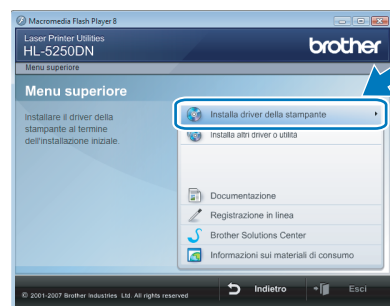 Macromedia Flash Player 8
Laser Printer Utilities
HL-5250DN
brother
Menu superiore
Menu superiore
Installare il driver della
stampante al termine
dell'installazione iniziale.
Installa driver della stampante
Installa altri driver o utilità
Documentazione
Registrazione in linea
Brother Solutions Center
Informazioni sui materiali di consumo
© 2001-2007 Brother Industries Ltd. All rights reserved
Indietro
Esci